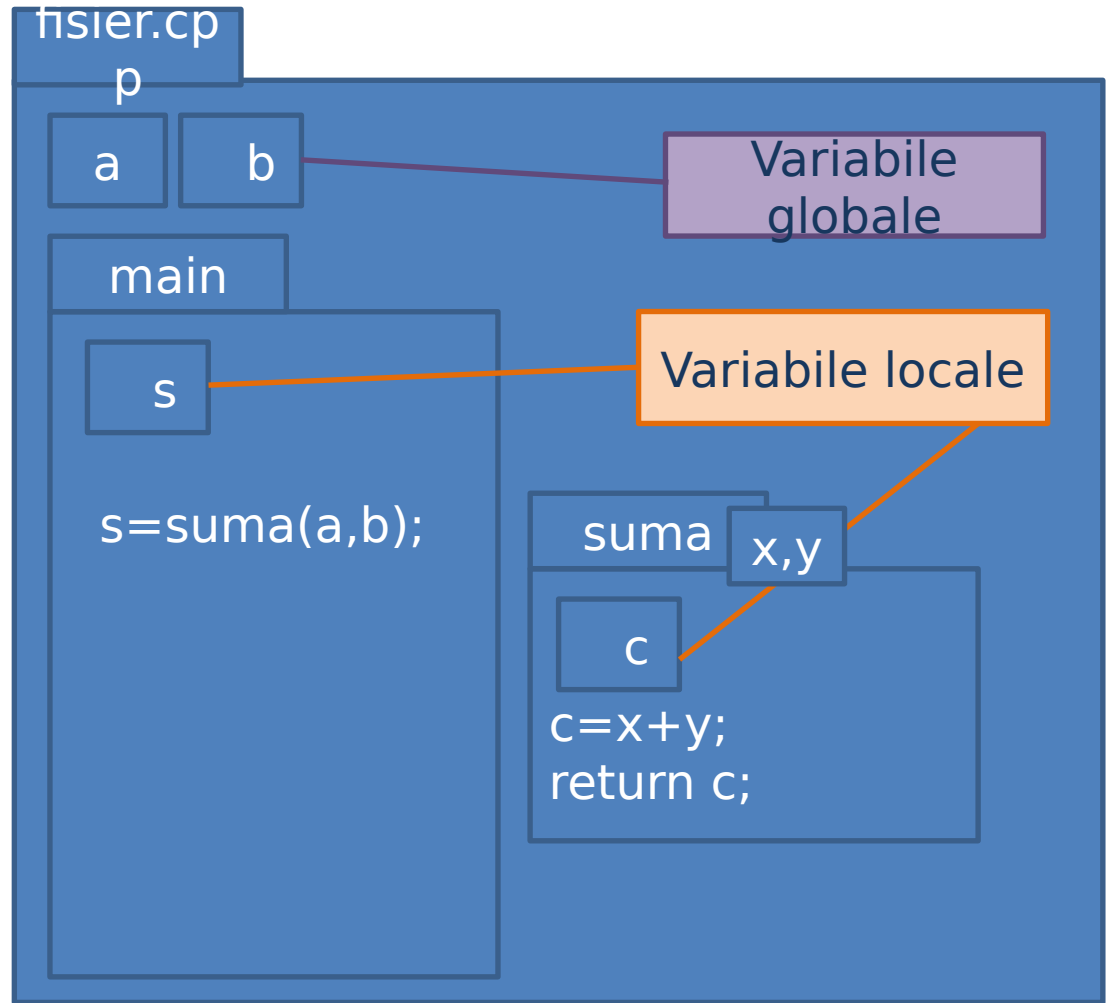 fisier.cp
p
a
b
Variabile
globale
main
s
Variabile locale
s=suma(a,b);
suma
x,y
c
c=x+y;
return c;